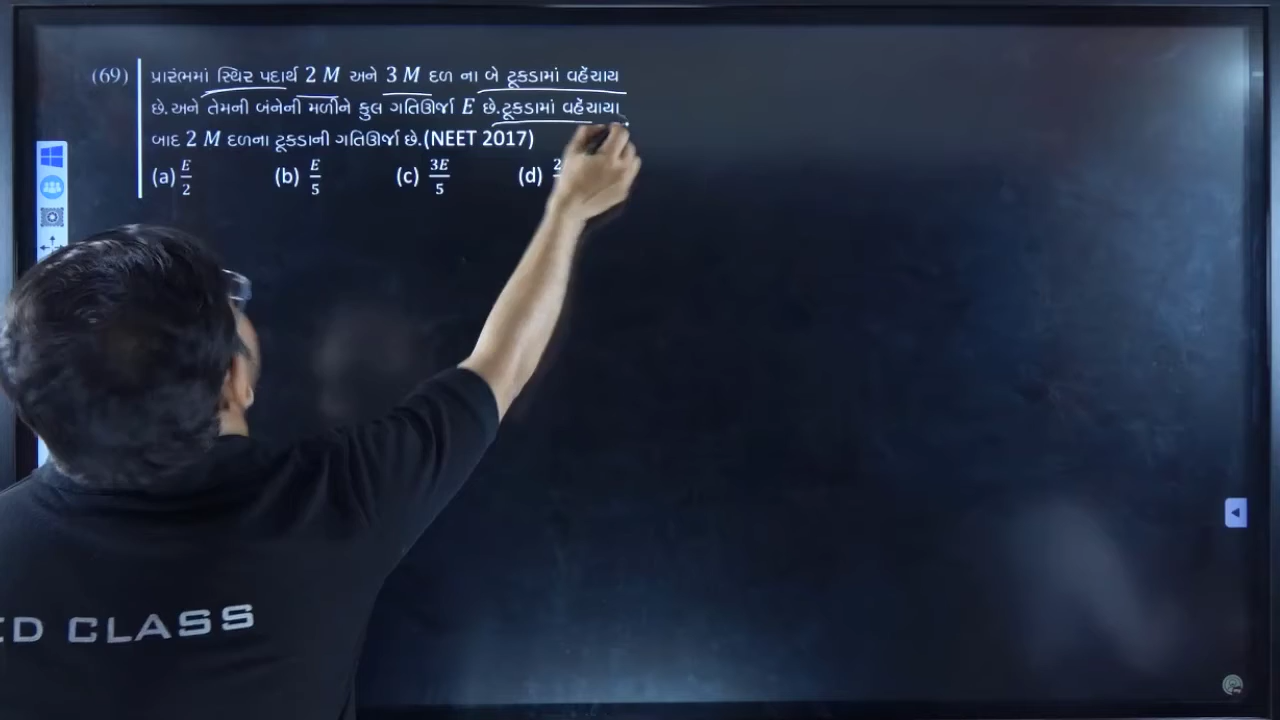 (69) પ્રારંભમાં સ્થિર પદાર્થ 2 M અને 3 M દળ ના બે ટૂકડામાં વહેંચાય
છે.અને તેમની બંનેની મળીને કુલ ગતિઊર્જા E છે.ટૂકડામાં વહેંચાયા
બાદ 2 M દળના ટૂકડાની ગતિઊર્જા છે.(NEET 2017)
(a) E/2 (b) E/5 (c) 3E/5 (d)
ED CLASS